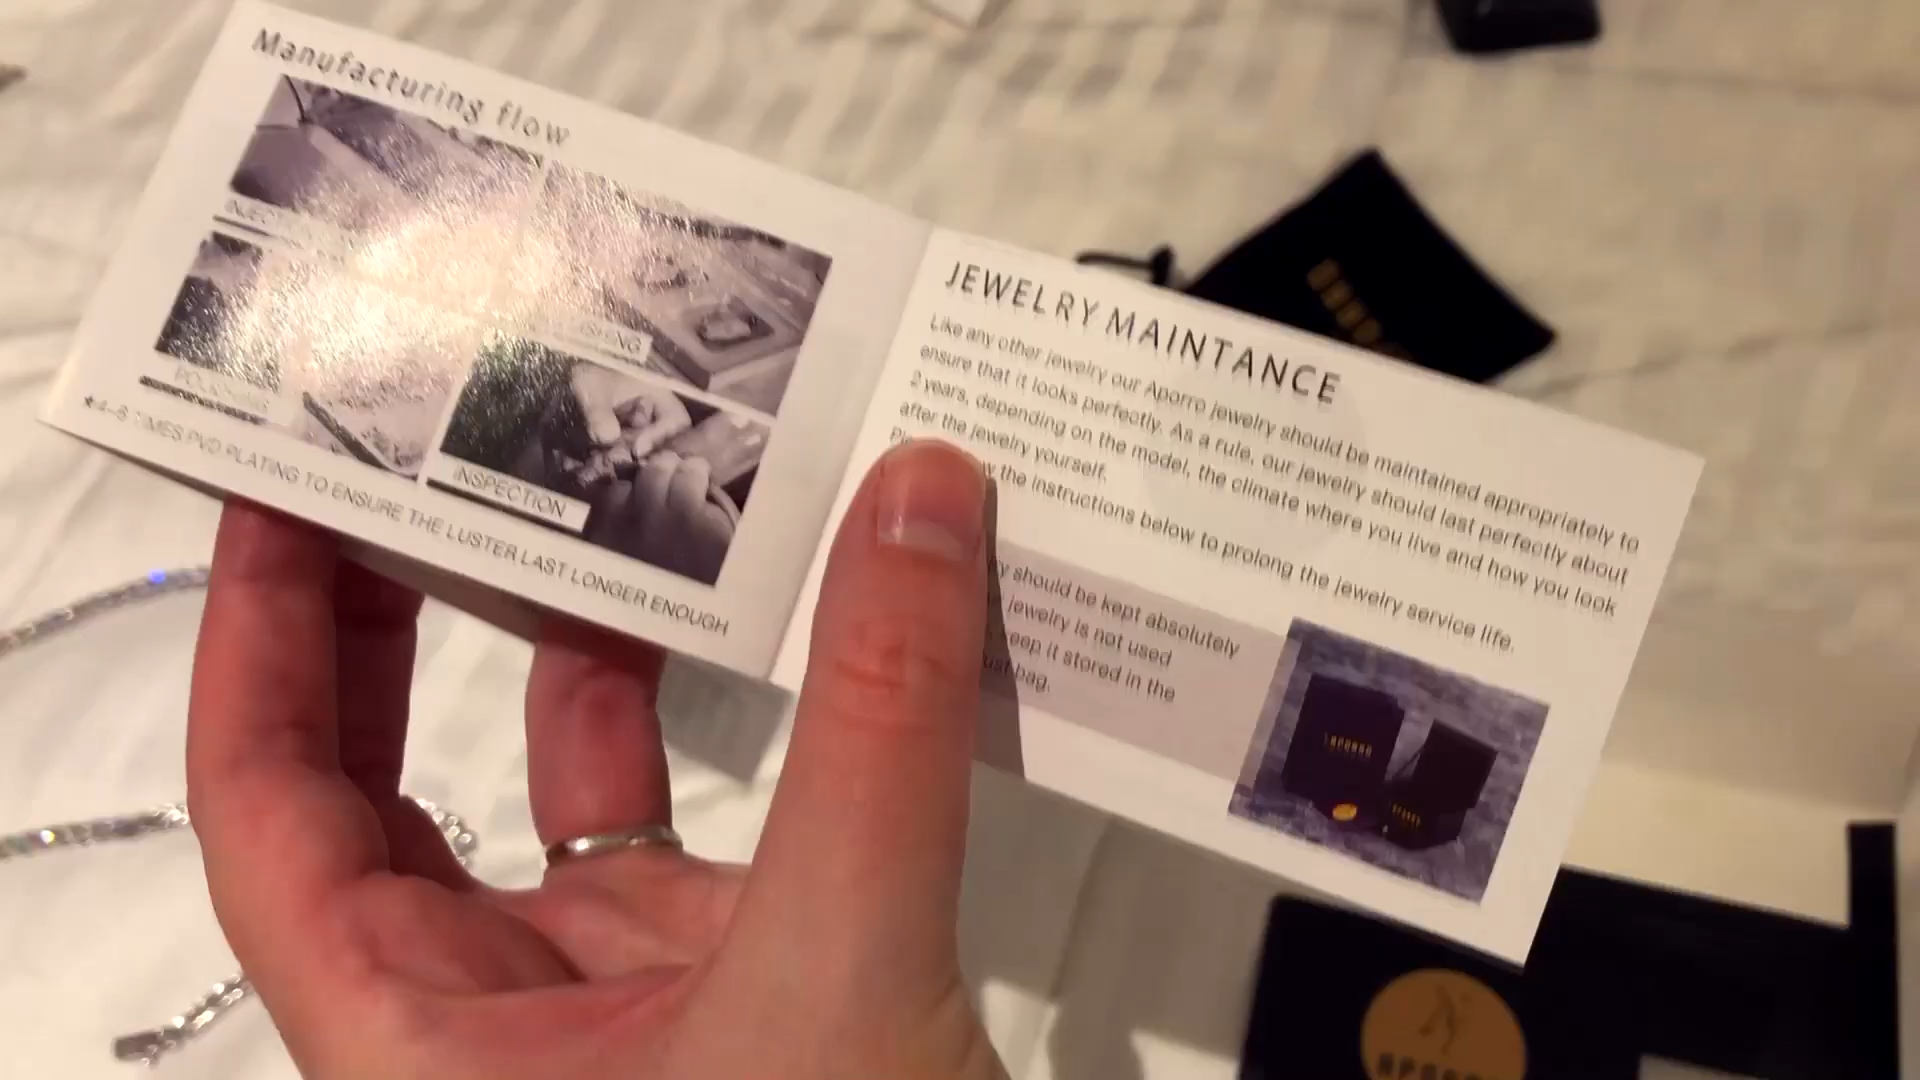 Manufacturing flow
INSPECTION
★4-6 TIMES PVD PLATING TO ENSURE THE LUSTER LAST LONGER ENOUGH
JEWELRY MAINTANCE
Like any other jewelry our Aporro jewelry should be maintained appropriately to
ensure that it looks perfectly. As a rule, our jewelry should last perfectly about
2 years, depending on the model, the climate where you live and how you look
after the jewelry yourself.
the instructions below to prolong the jewelry service life.
should be kept absolutely
jewelry is not used
keep it stored in the
bag.